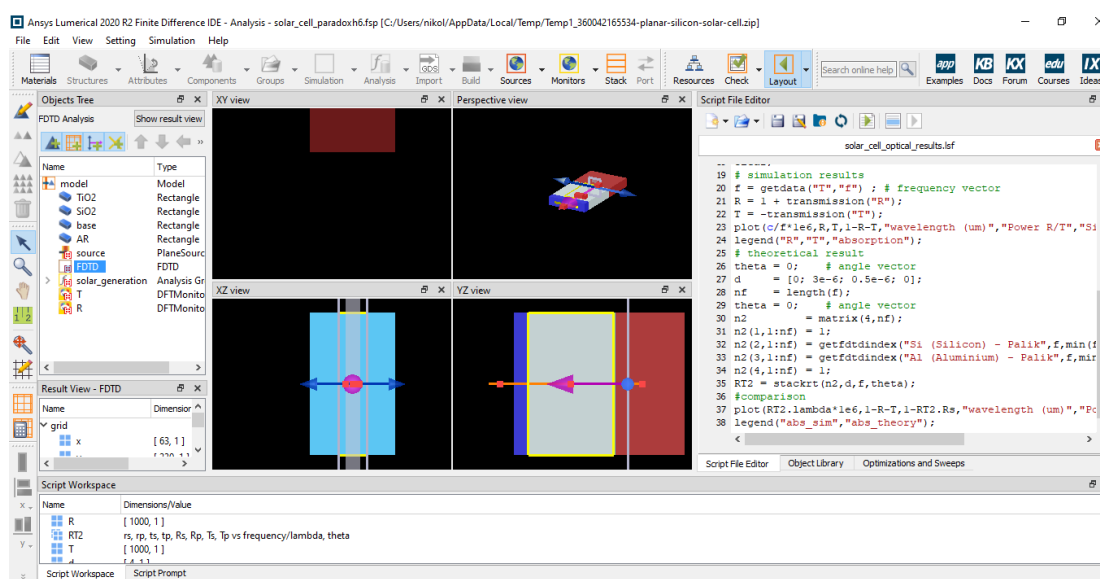 Ansys Lumerical 2020 R2 Finite Difference IDE - Analysis - solar_cell_paradoxh6.fsp [C:/Users/nikol/AppData/Local/Temp/Temp1_360042165534-planar-silicon-solar-cell.zip]
File Edit View Setting Simulation Help
GDS app KB KX edu IX
Search online help
Materials Structures Attributes Components Groups Simulation Analysis Import Build Sources Monitors Stack Port Resources Check Layout Examples Docs Forum Courses Ideas
Objects Tree
FDTD Analysis Show result view
Name Type
model Model
TiO2 Rectangle
SiO2 Rectangle
base Rectangle
AR Rectangle
source PlaneSourc
FDTD FDTD
solar_generation Analysis Gr
T DFTMonito
R DFTMonito
Result View - FDTD
Name Dimensior
grid
x [ 63, 1 ]
XY view
Perspective view
XZ view
YZ view
Script File Editor
solar_cell_optical_results.lsf
19 # simulation results
20 f = getdata("T","f") ; # frequency vector
21 R = 1 + transmission("R");
22 T = -transmission("T");
23 plot(c/f*1e6,R,T,1-R-T,"wavelength (um)","Power R/T","Si
24 legend("R","T","absorption");
25 # theoretical result
26 theta = 0; # angle vector
27 d = [0; 3e-6; 0.5e-6; 0];
28 nf = length(f);
29 theta = 0; # angle vector
30 n2 = matrix(4,nf);
31 n2(1,1:nf) = 1;
32 n2(2,1:nf) = getfdtdindex("Si (Silicon) - Palik",f,min(f
33 n2(3,1:nf) = getfdtdindex("Al (Aluminium) - Palik",f,min
34 n2(4,1:nf) = 1;
35 RT2 = stackrt(n2,d,f,theta);
36 #comparison
37 plot(RT2.lambda*1e6,1-R-T,1-RT2.Rs,"wavelength (um)","Po
38 legend("abs_sim","abs_theory");
Script File Editor Object Library Optimizations and Sweeps
Script Workspace
Name Dimensions/Value
R [ 1000, 1 ]
RT2 rs, rp, ts, tp, Rs, Rp, Ts, Tp vs frequency/lambda, theta
T [ 1000, 1 ]
Script Workspace Script Prompt